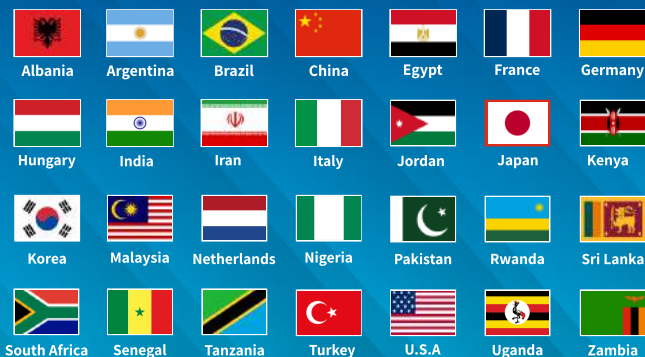 Albania Argentina Brazil China Egypt France Germany
Hungary India Iran Italy Jordan Japan Kenya
Korea Malaysia Netherlands Nigeria Pakistan Rwanda Sri Lanka
South Africa Senegal Tanzania Turkey U.S.A Uganda Zambia